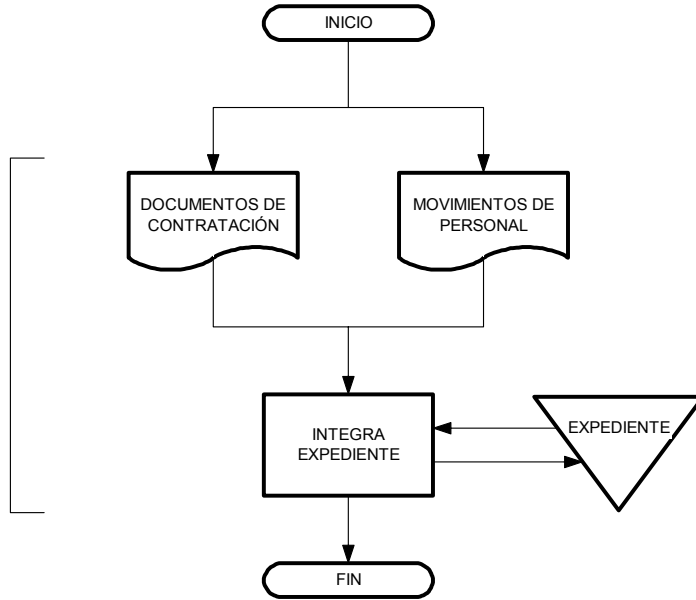 INICIO
DOCUMENTOS DE
CONTRATACIÓN
MOVIMIENTOS DE
PERSONAL
INTEGRA
EXPEDIENTE
EXPEDIENTE
FIN